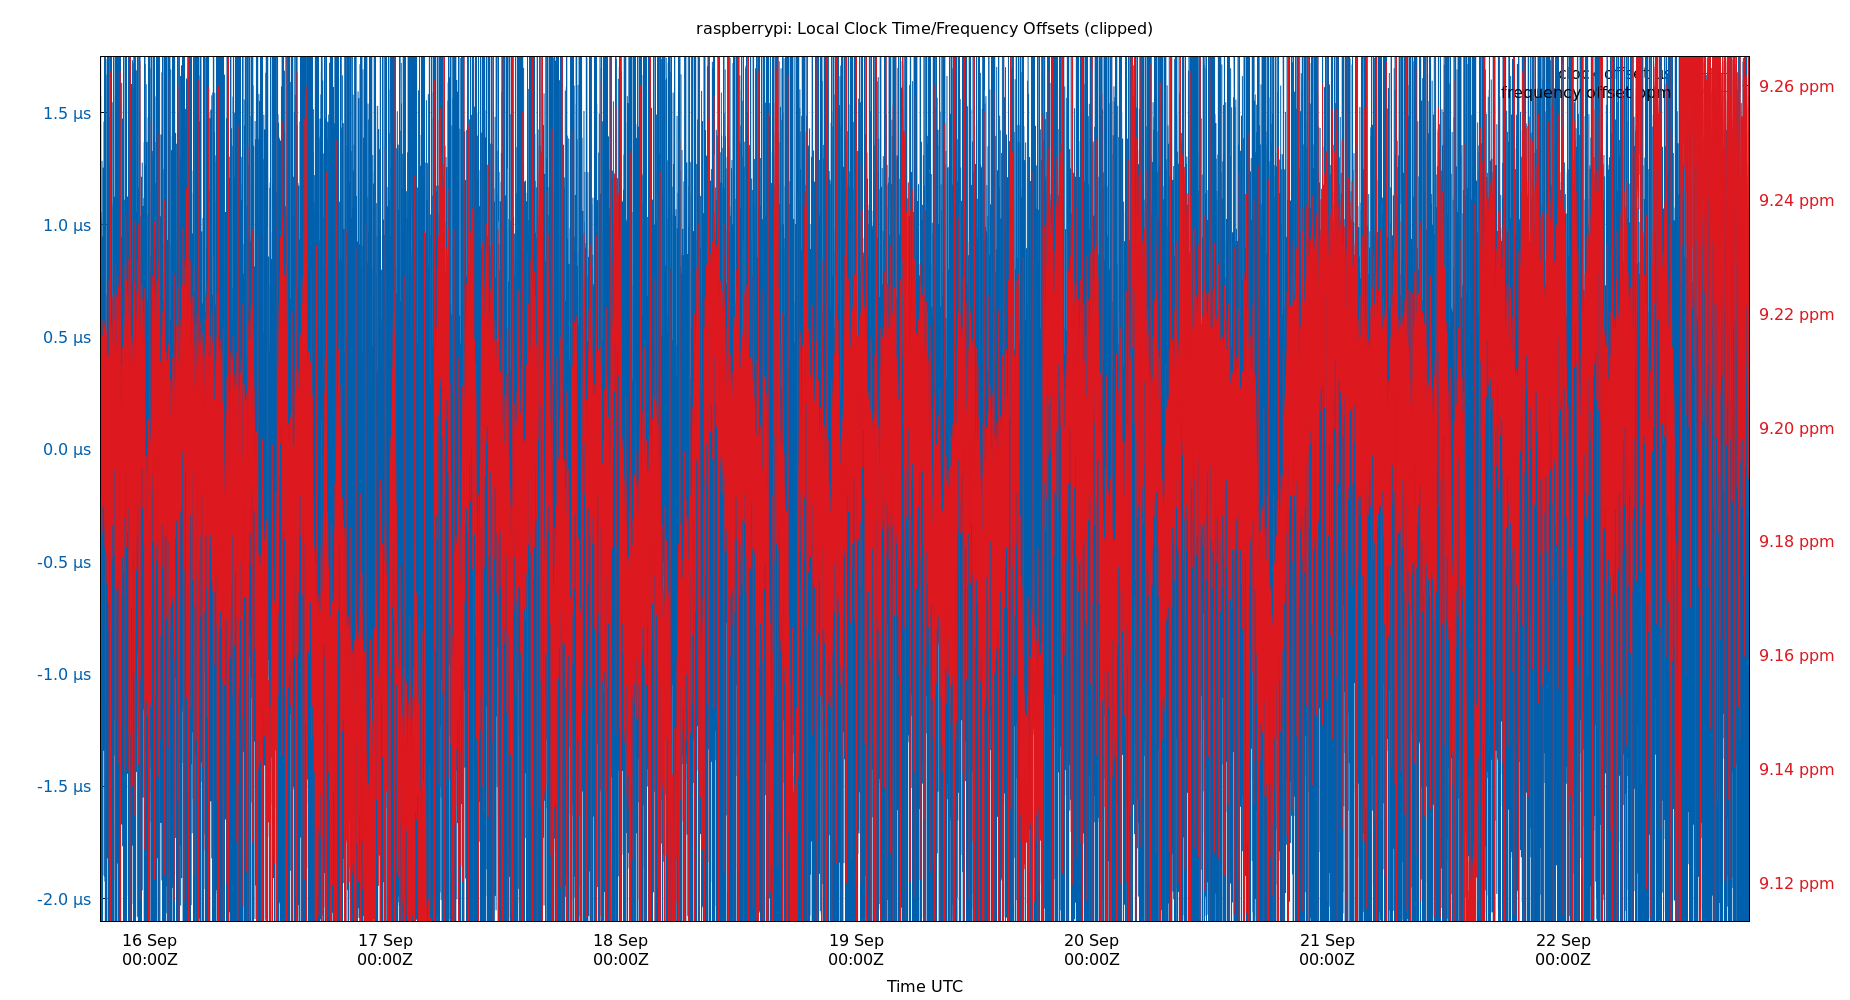 raspberrypi: Local Clock Time/Frequency Offsets (clipped)
clock offset µs
frequency offset ppm
1.5 µs
1.0 µs
0.5 µs
0.0 µs
-0.5 µs
-1.0 µs
-1.5 µs
-2.0 µs
9.26 ppm
9.24 ppm
9.22 ppm
9.20 ppm
9.18 ppm
9.16 ppm
9.14 ppm
9.12 ppm
16 Sep 17 Sep 18 Sep 19 Sep 20 Sep 21 Sep 22 Sep
00:00Z 00:00Z 00:00Z 00:00Z 00:00Z 00:00Z 00:00Z
Time UTC